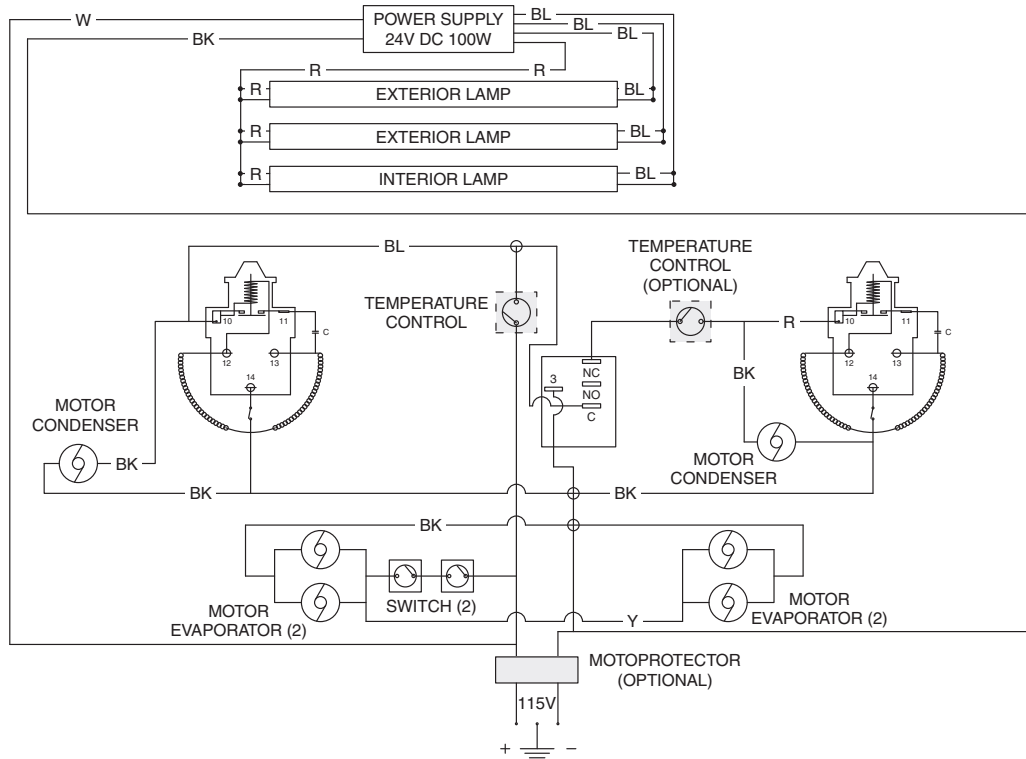 W
POWER SUPPLY
24V DC 100W
BL
BL
BL
BK
R
R
R
EXTERIOR LAMP
BL
R
EXTERIOR LAMP
BL
R
INTERIOR LAMP
BL
BL
TEMPERATURE
CONTROL
(OPTIONAL)
TEMPERATURE
CONTROL
10
11
C
12
13
14
R
10
11
C
12
13
14
3
NC
NO
C
BK
MOTOR
CONDENSER
BK
MOTOR
CONDENSER
BK
BK
BK
SWITCH (2)
MOTOR
EVAPORATOR (2)
Y
MOTOR
EVAPORATOR (2)
MOTOPROTECTOR
(OPTIONAL)
115V
+ −